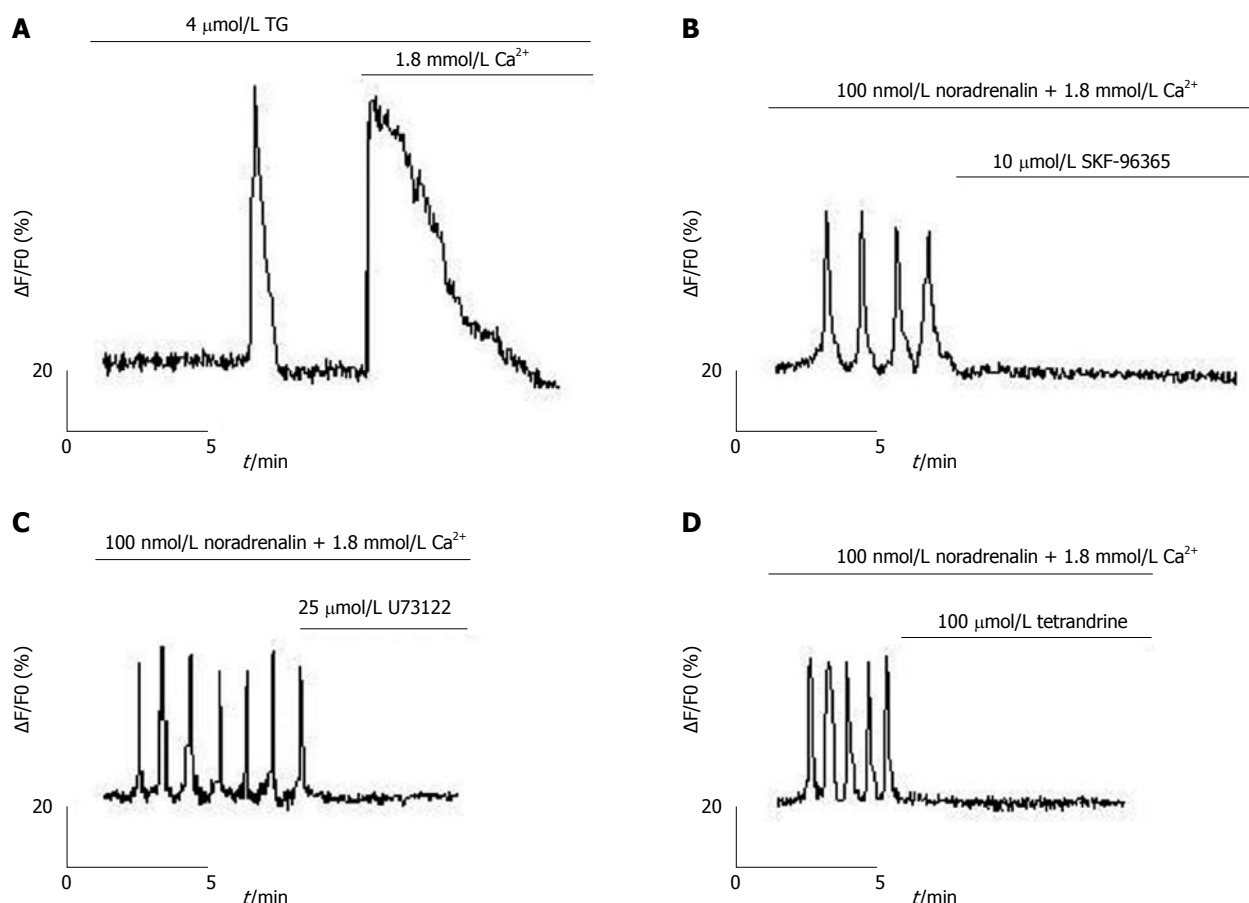 A
4 μmol/L TG
1.8 mmol/L Ca²⁺
ΔF/F0 (%)
20
0
5
t/min
B
100 nmol/L noradrenalin + 1.8 mmol/L Ca²⁺
10 μmol/L SKF-96365
ΔF/F0 (%)
20
0
5
t/min
C
100 nmol/L noradrenalin + 1.8 mmol/L Ca²⁺
25 μmol/L U73122
ΔF/F0 (%)
20
0
5
t/min
D
100 nmol/L noradrenalin + 1.8 mmol/L Ca²⁺
100 μmol/L tetrandrine
ΔF/F0 (%)
20
0
5
t/min